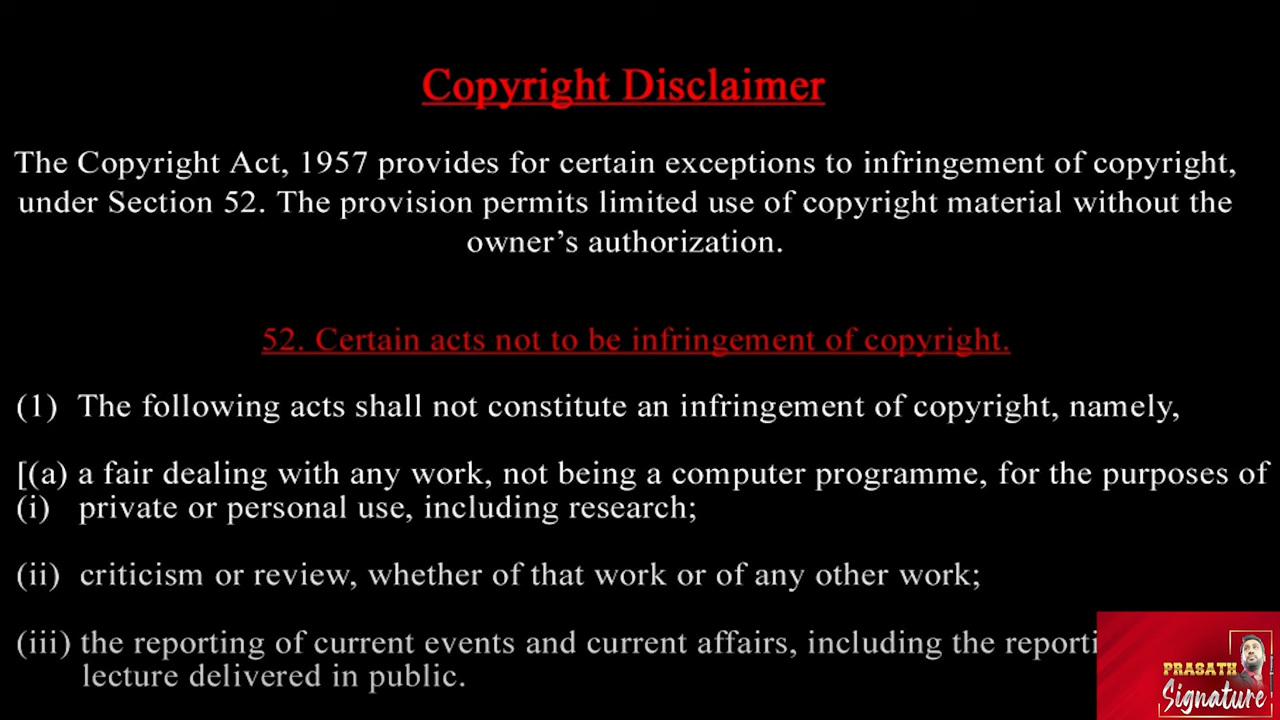 Copyright Disclaimer
The Copyright Act, 1957 provides for certain exceptions to infringement of copyright,
under Section 52. The provision permits limited use of copyright material without the
owner's authorization.
52. Certain acts not to be infringement of copyright.
(1) The following acts shall not constitute an infringement of copyright, namely,
[(a) a fair dealing with any work, not being a computer programme, for the purposes of
(i) private or personal use, including research;
(ii) criticism or review, whether of that work or of any other work;
(iii) the reporting of current events and current affairs, including the
lecture delivered in public.
PRASATH
Signature